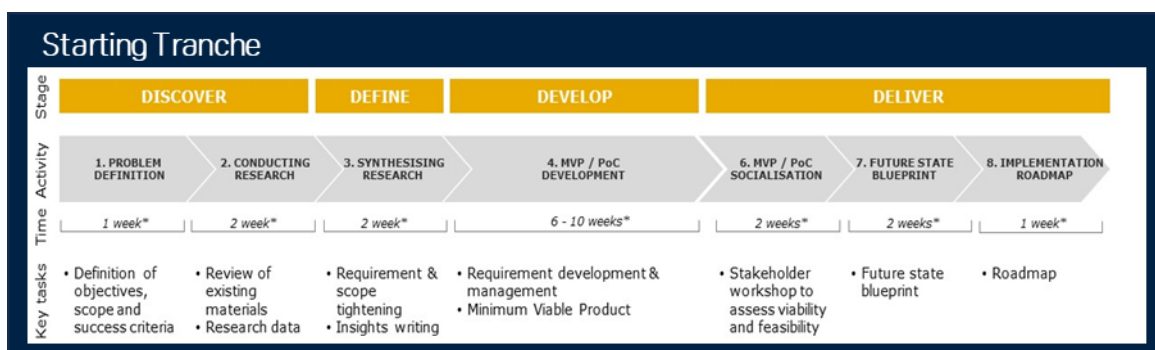 Starting Tranche
Stage
DISCOVER
DEFINE
DEVELOP
DELIVER
Activity
1. PROBLEM
DEFINITION
2. CONDUCTING
RESEARCH
3. SYNTHESISING
RESEARCH
4. MVP / PoC
DEVELOPMENT
6. MVP / PoC
SOCIALISATION
7. FUTURE STATE
BLUEPRINT
8. IMPLEMENTATION
ROADMAP
Time
1 week*
2 week*
2 week*
6 - 10 weeks*
2 weeks*
2 weeks*
1 week*
Key tasks
• Definition of
objectives,
scope and
success criteria
• Review of
existing
materials
• Research data
• Requirement &
scope
tightening
• Insights writing
• Requirement development &
management
• Minimum Viable Product
• Stakeholder
workshop to
assess viability
and feasibility
• Future state
blueprint
• Roadmap